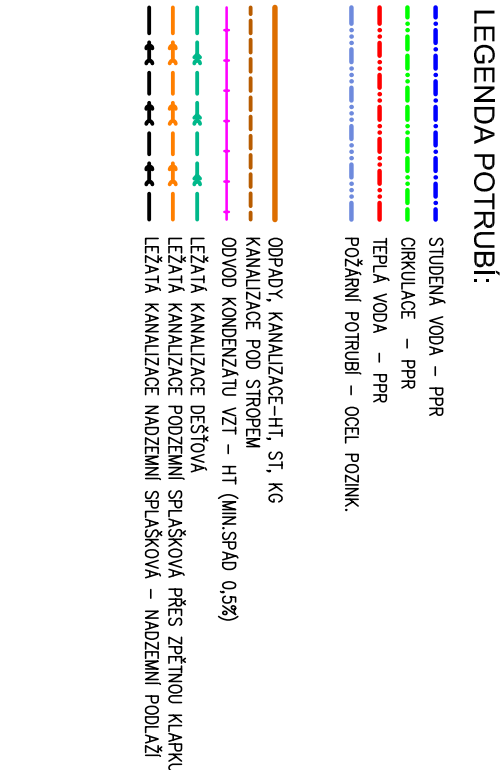 LEGENDA POTRUBÍ:
STUDENÁ VODA – PPR
CIRKULACE – PPR
TEPLÁ VODA – PPR
POŽÁRNÍ POTRUBÍ – OCEL POZINK.
ODPADY, KANALIZACE–HT, ST, KG
KANALIZACE POD STROPEM
ODVOD KONDENZÁTU VZT – HT (MIN.SPÁD 0,5%)
LEŽATÁ KANALIZACE DEŠŤOVÁ
LEŽATÁ KANALIZACE PODZEMNÍ SPLAŠKOVÁ PŘES ZPĚTNOU KLAPKU
LEŽATÁ KANALIZACE NADZEMNÍ SPLAŠKOVÁ – NADZEMNÍ PODLAŽÍ